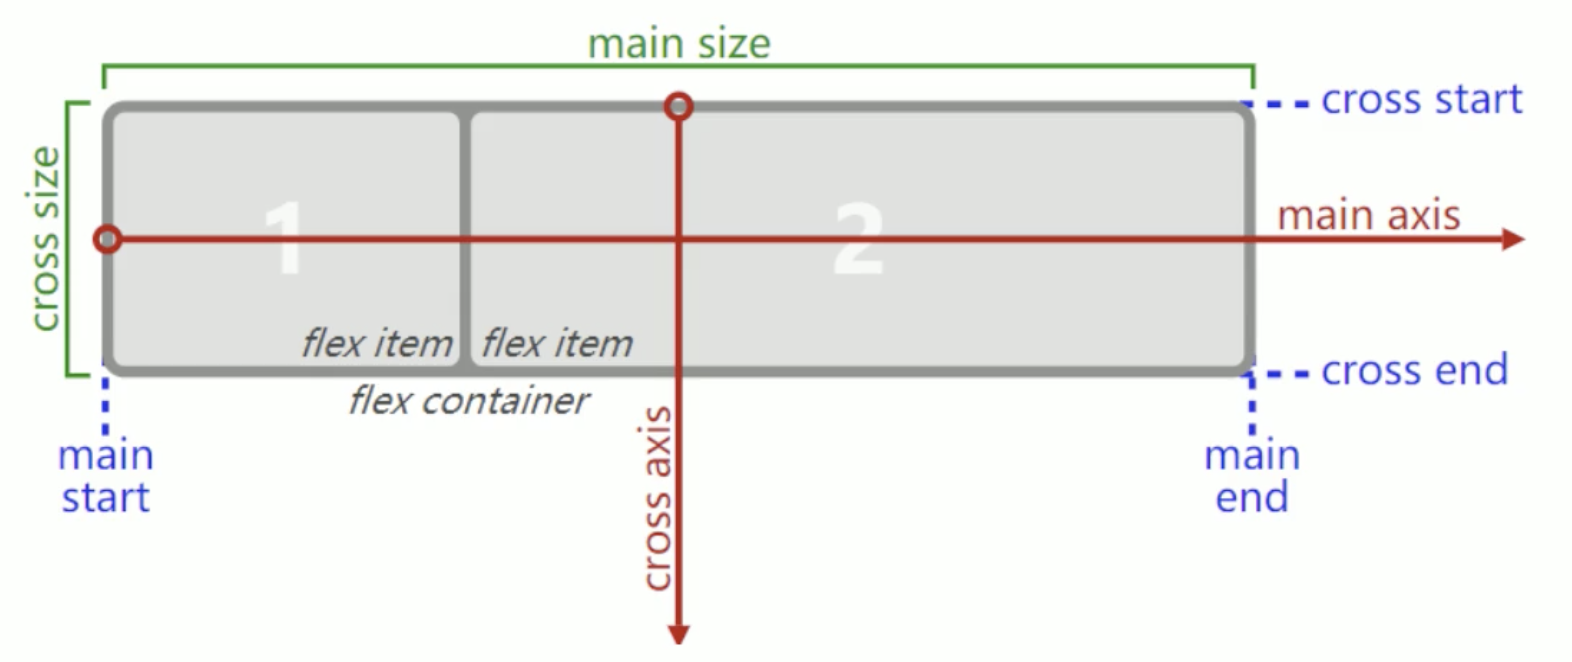 main size
cross start
cross size
1
2
main axis
flex item
flex item
cross end
flex container
cross axis
main
start
main
end